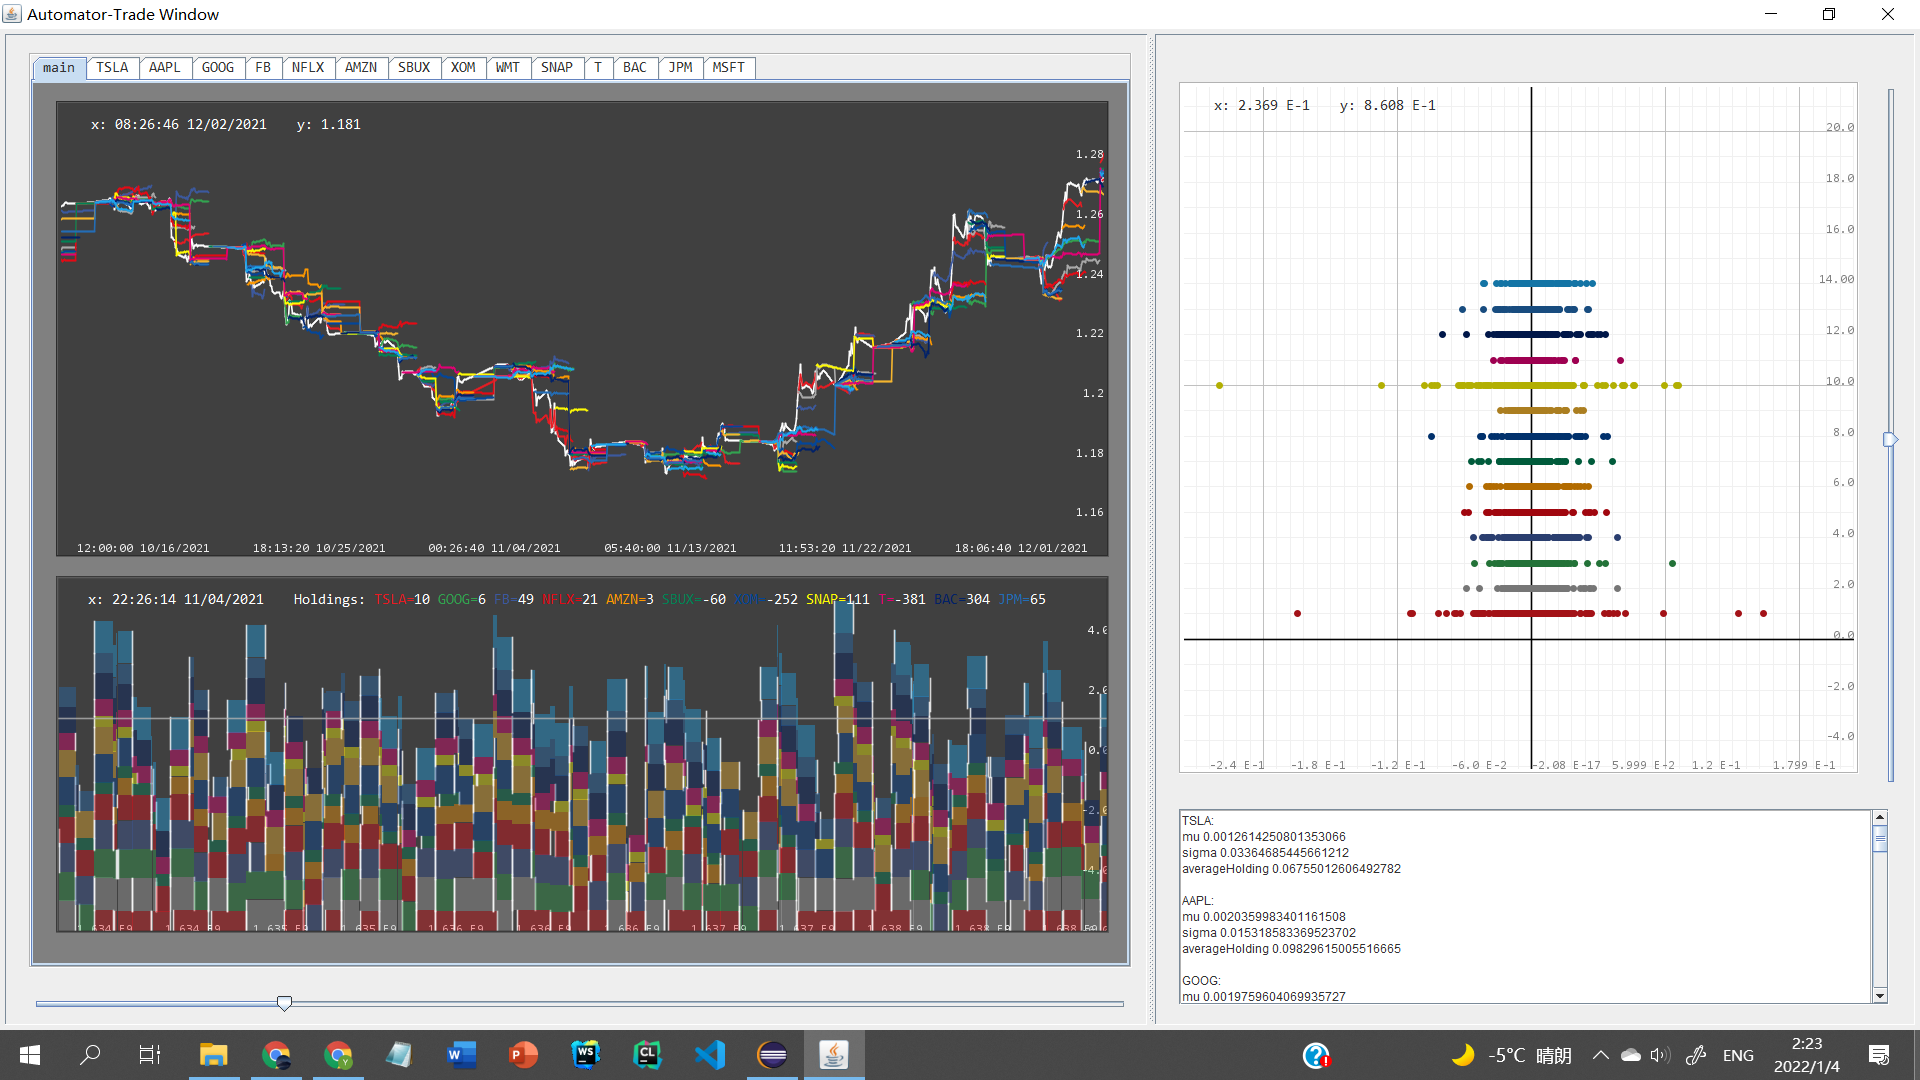 Automator-Trade Window
main TSLA AAPL GOOG FB NFLX AMZN SBUX XOM WMT SNAP T BAC JPM MSFT
x: 08:26:46 12/02/2021 y: 1.181
1.28
1.26
1.24
1.22
1.2
1.18
1.16
12:00:00 10/16/2021 18:13:20 10/25/2021 00:26:40 11/04/2021 05:40:00 11/13/2021 11:53:20 11/22/2021 18:06:40 12/01/2021
x: 22:26:14 11/04/2021 Holdings: TSLA=10 GOOG=6 FB=49 NFLX=21 AMZN=3 SBUX=-60 XOM=-252 SNAP=111 T=-381 BAC=304 JPM=65
4.0
2.0
0.0
-2.0
-4.0
1.634 E9 1.634 E9 1.635 E9 1.635 E9 1.636 E9 1.636 E9 1.636 E9 1.637 E9 1.637 E9 1.638 E9 1.638 E9
x: 2.369 E-1 y: 8.608 E-1
20.0
18.0
16.0
14.00
12.0
10.0
8.0
6.0
4.0
2.0
0.0
-2.0
-4.0
-2.4 E-1 -1.8 E-1 -1.2 E-1 -6.0 E-2 -2.08 E-17 5.999 E-2 1.2 E-1 1.799 E-1
TSLA:
mu 0.0012614250801353066
sigma 0.03364685445661212
averageHolding 0.06755012606492782
AAPL:
mu 0.0020359983401161508
sigma 0.015318583369523702
averageHolding 0.09829615005516665
GOOG:
mu 0.0019759604069935727
-5°C 晴朗 ENG 2:23
2022/1/4